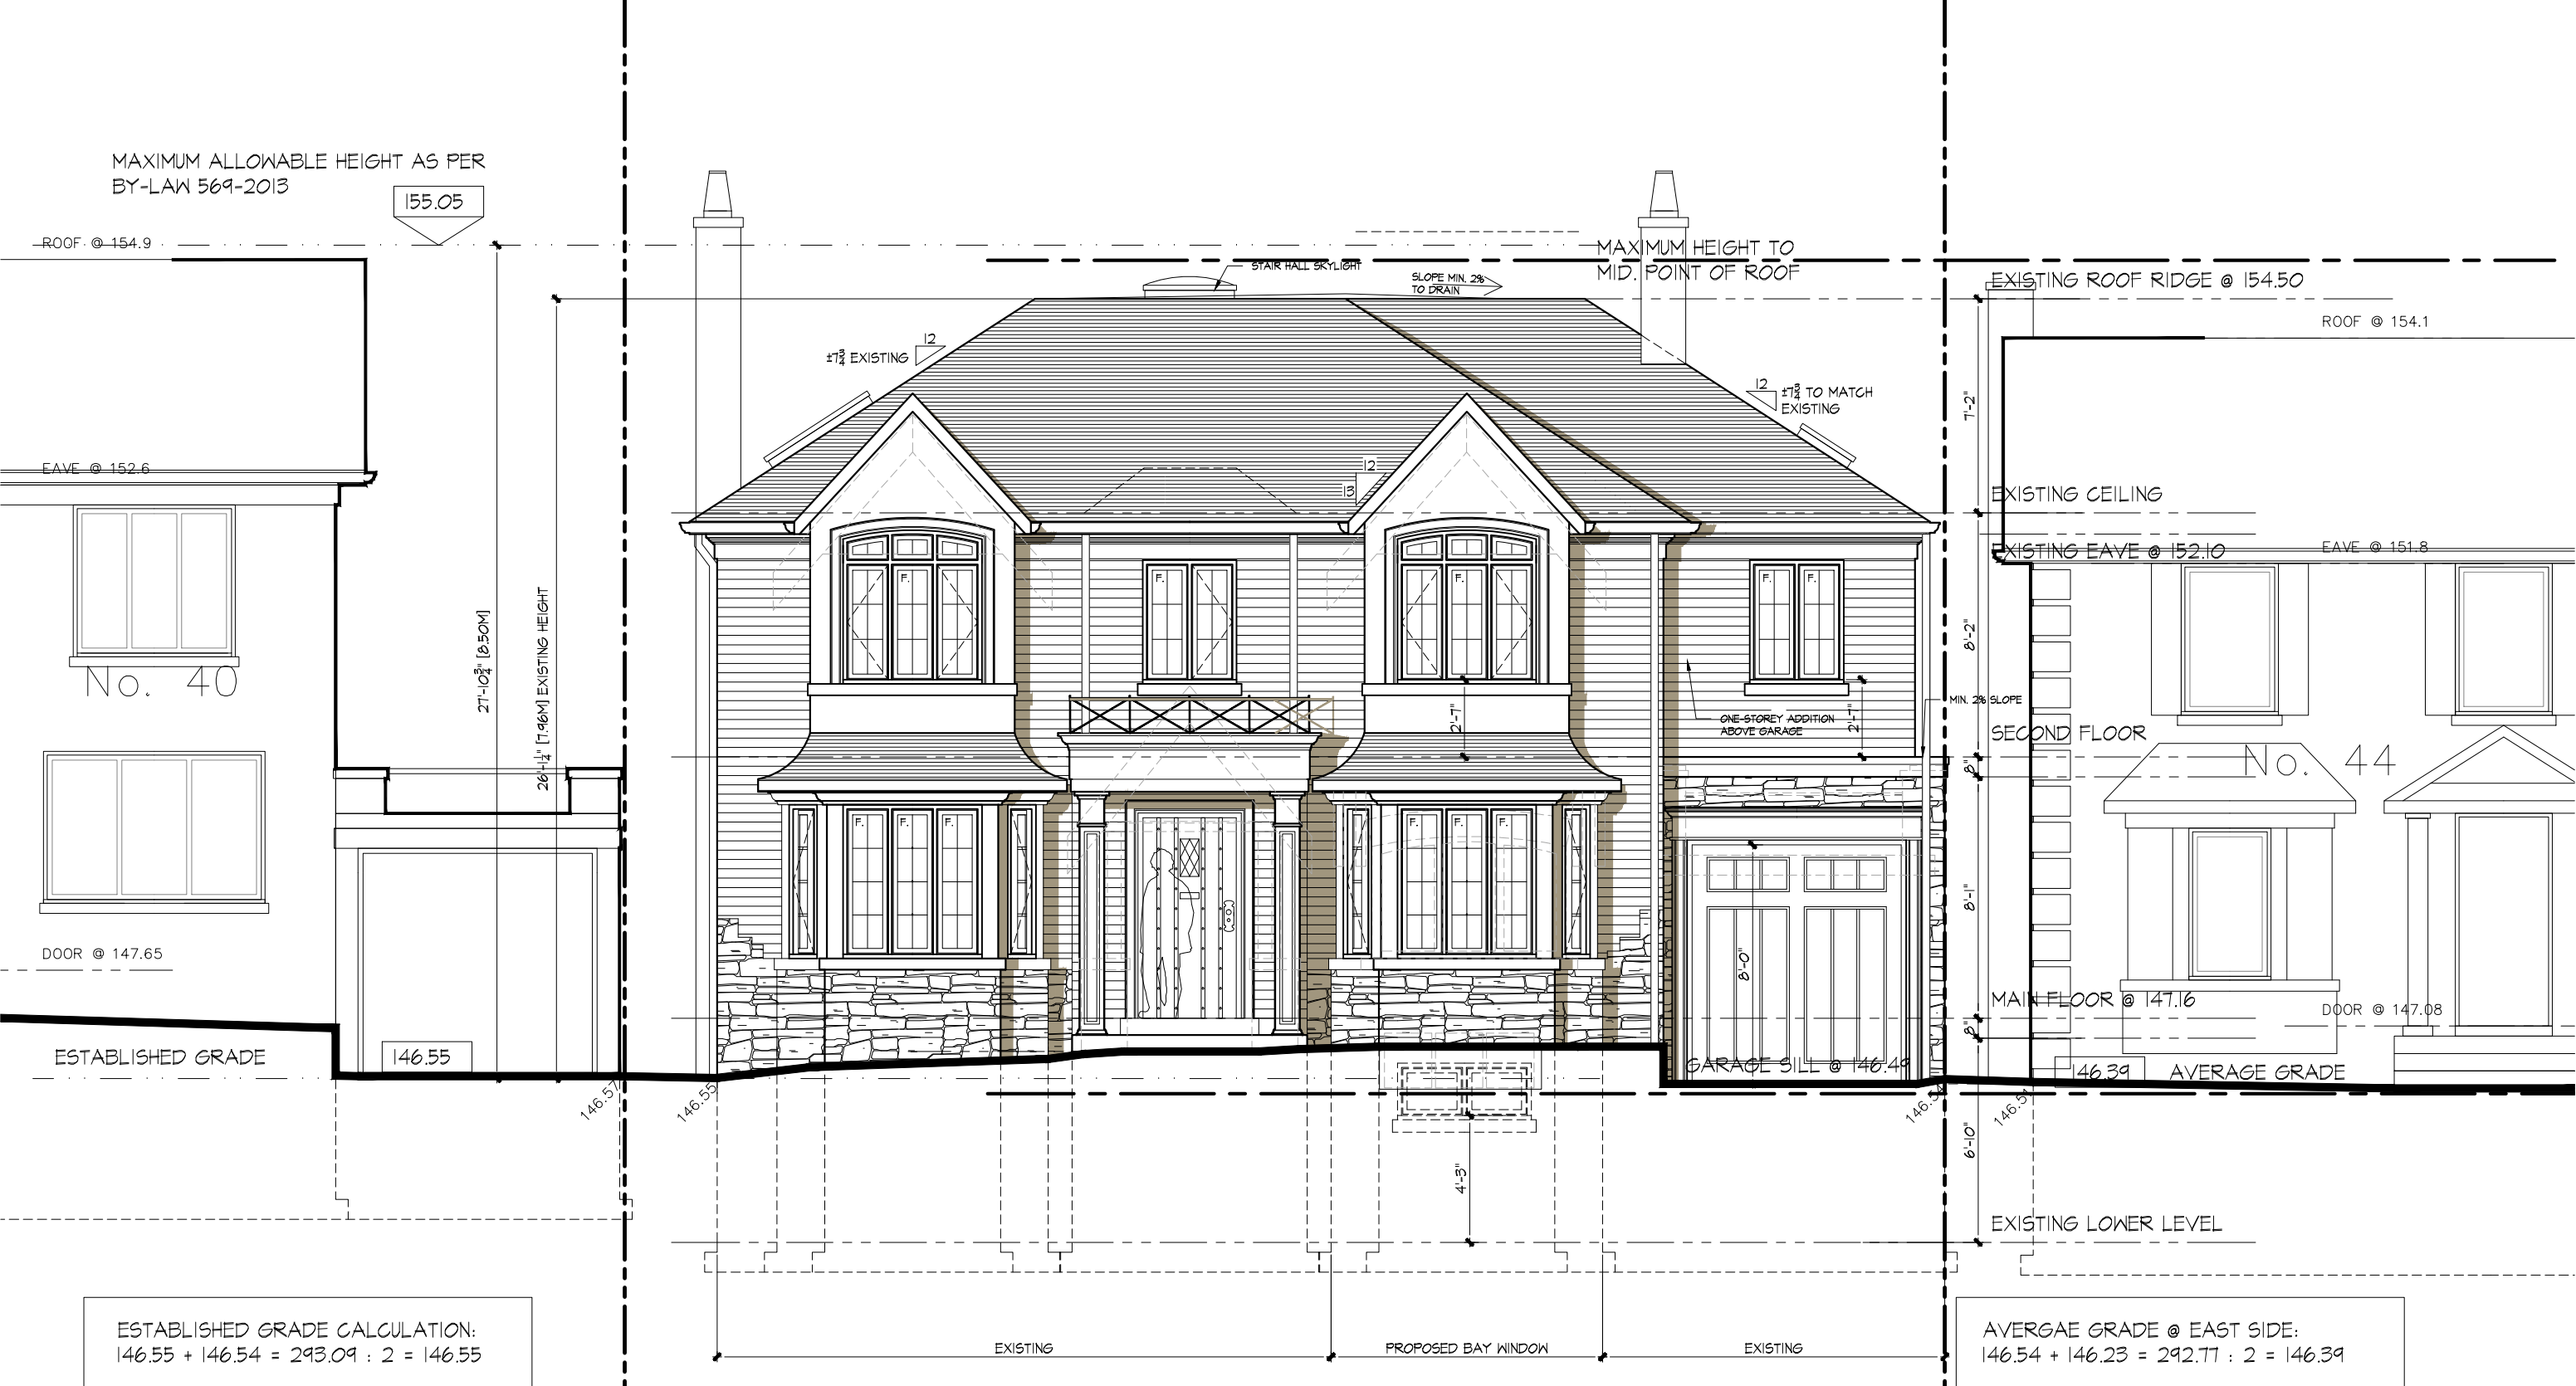 MAXIMUM ALLOWABLE HEIGHT AS PER
BY-LAW 569-2013
155.05
ROOF @ 154.9
MAXIMUM HEIGHT TO
MID. POINT OF ROOF
STAIR HALL SKYLIGHT
SLOPE MIN. 2%
TO DRAIN
EXISTING ROOF RIDGE @ 154.50
ROOF @ 154.1
12
±7¾ EXISTING
12
±7¾ TO MATCH
EXISTING
7'-2"
EAVE @ 152.6
12
13
EXISTING CEILING
EXISTING EAVE @ 152.10
EAVE @ 151.8
F.
F.
F.
F.
F.
8'-2"
27'-10¾" [8.50M]
26'-1¼" [7.96M] EXISTING HEIGHT
No. 40
MIN. 2% SLOPE
2'-7"
ONE-STOREY ADDITION
ABOVE GARAGE
2'-7"
SECOND FLOOR
No. 44
8"
F.
F.
F.
F.
F.
F.
8'-1"
8'-0"
DOOR @ 147.65
MAIN FLOOR @ 147.16
DOOR @ 147.08
8"
ESTABLISHED GRADE
146.55
GARAGE SILL @ 146.49
146.39
AVERAGE GRADE
146.57
146.55
6'-10"
4'-3"
EXISTING LOWER LEVEL
ESTABLISHED GRADE CALCULATION:
146.55 + 146.54 = 293.09 : 2 = 146.55
EXISTING
PROPOSED BAY WINDOW
EXISTING
AVERGAE GRADE @ EAST SIDE:
146.54 + 146.23 = 292.77 : 2 = 146.39